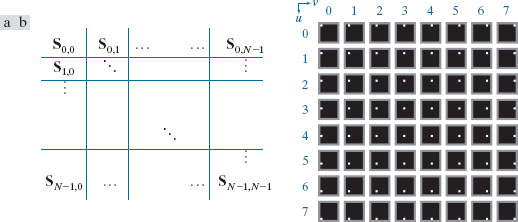 a b
S0,0 S0,1 ... ... S0,N−1
S1,0 ⋱ ⋮
⋮
⋱
⋮
SN−1,0 ... ... SN−1,N−1
v
u
0 1 2 3 4 5 6 7
0
1
2
3
4
5
6
7